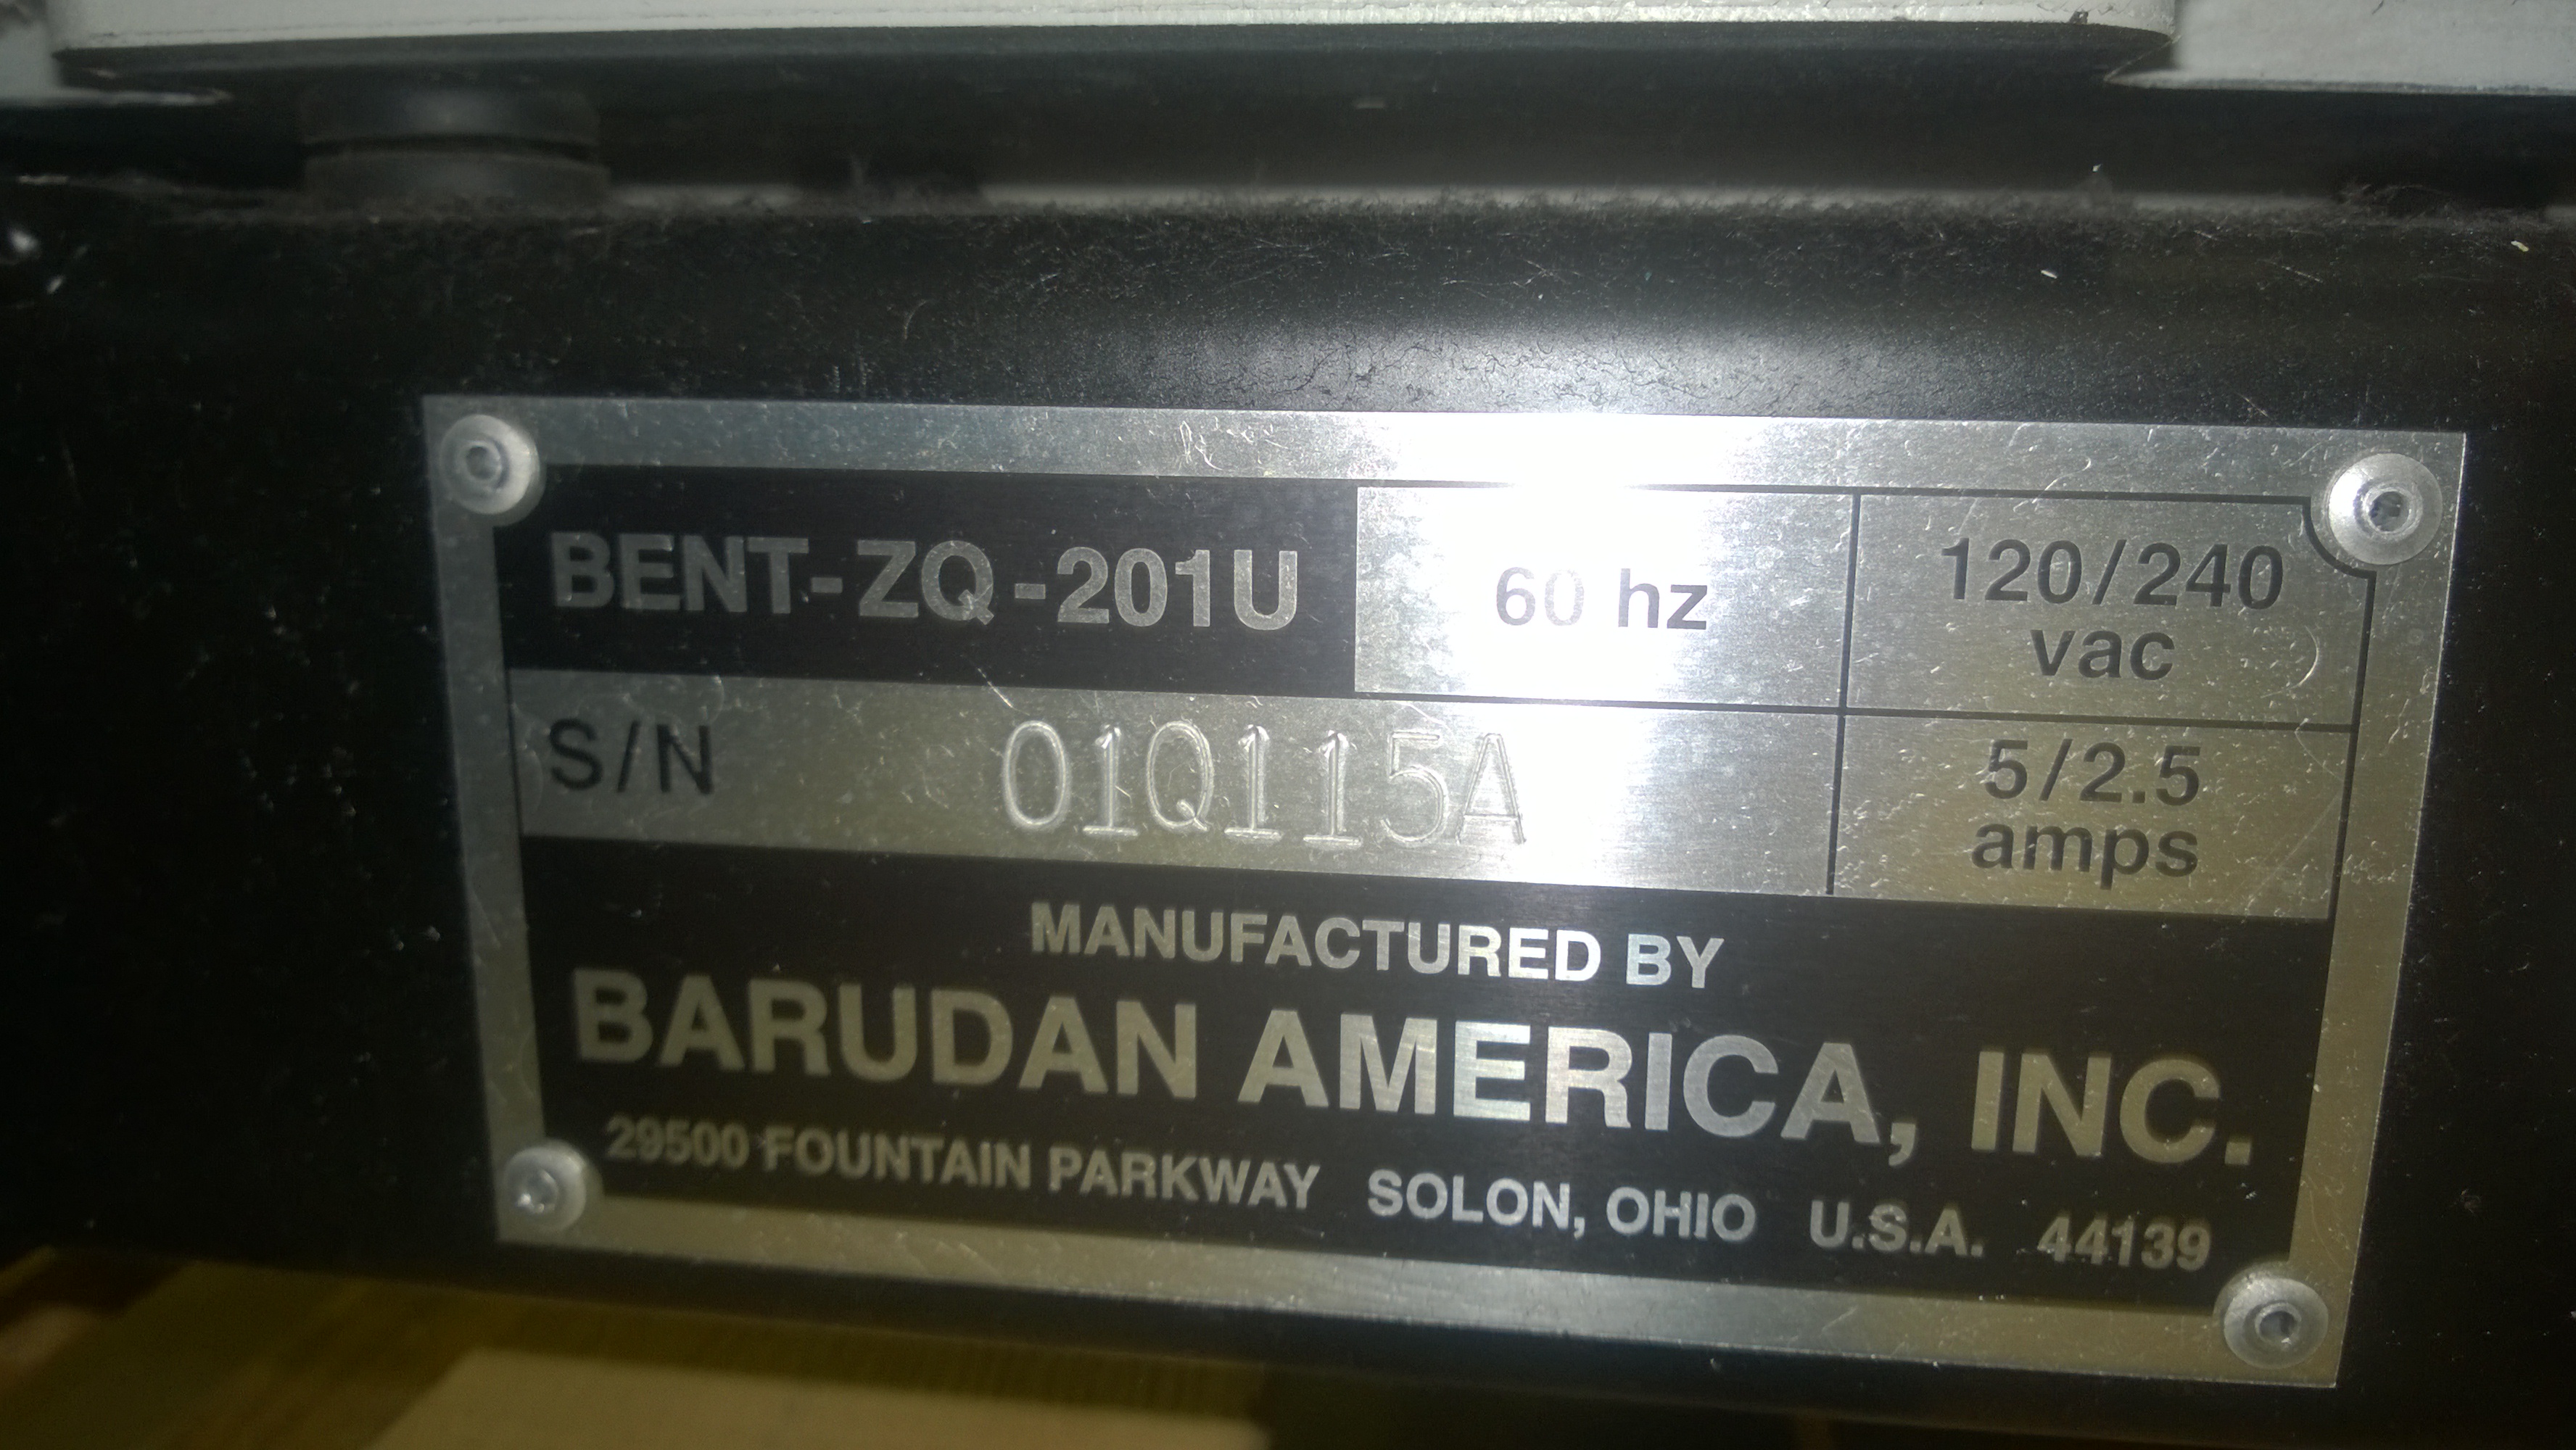 BENT-ZQ-201U 60 hz 120/240
vac
S/N 01Q115A 5/2.5
amps
MANUFACTURED BY
BARUDAN AMERICA, INC.
29500 FOUNTAIN PARKWAY SOLON, OHIO U.S.A. 44139